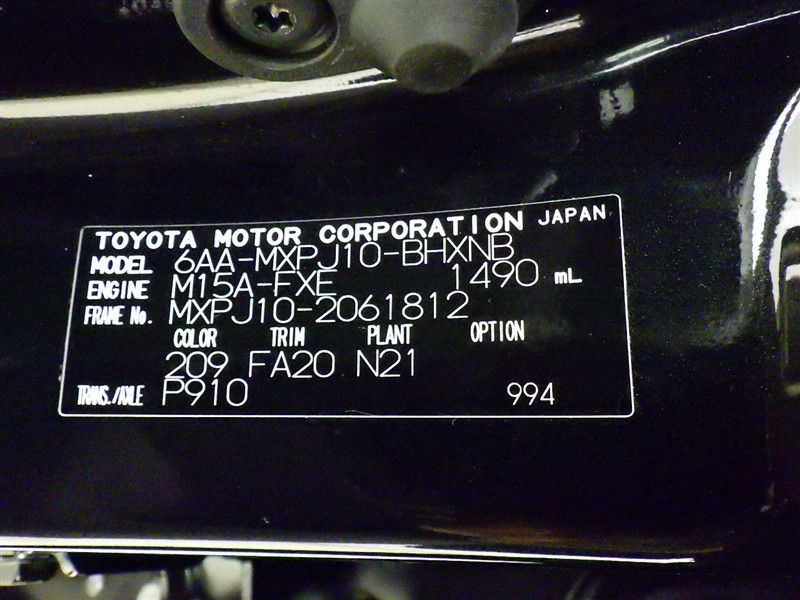 TOYOTA MOTOR CORPORATION JAPAN
MODEL 6AA-MXPJ10-BHXNB
ENGINE M15A-FXE 1490 mL
FRAME No. MXPJ10-2061812
COLOR TRIM PLANT OPTION
209 FA20 N21
TRANS./AXLE P910 994